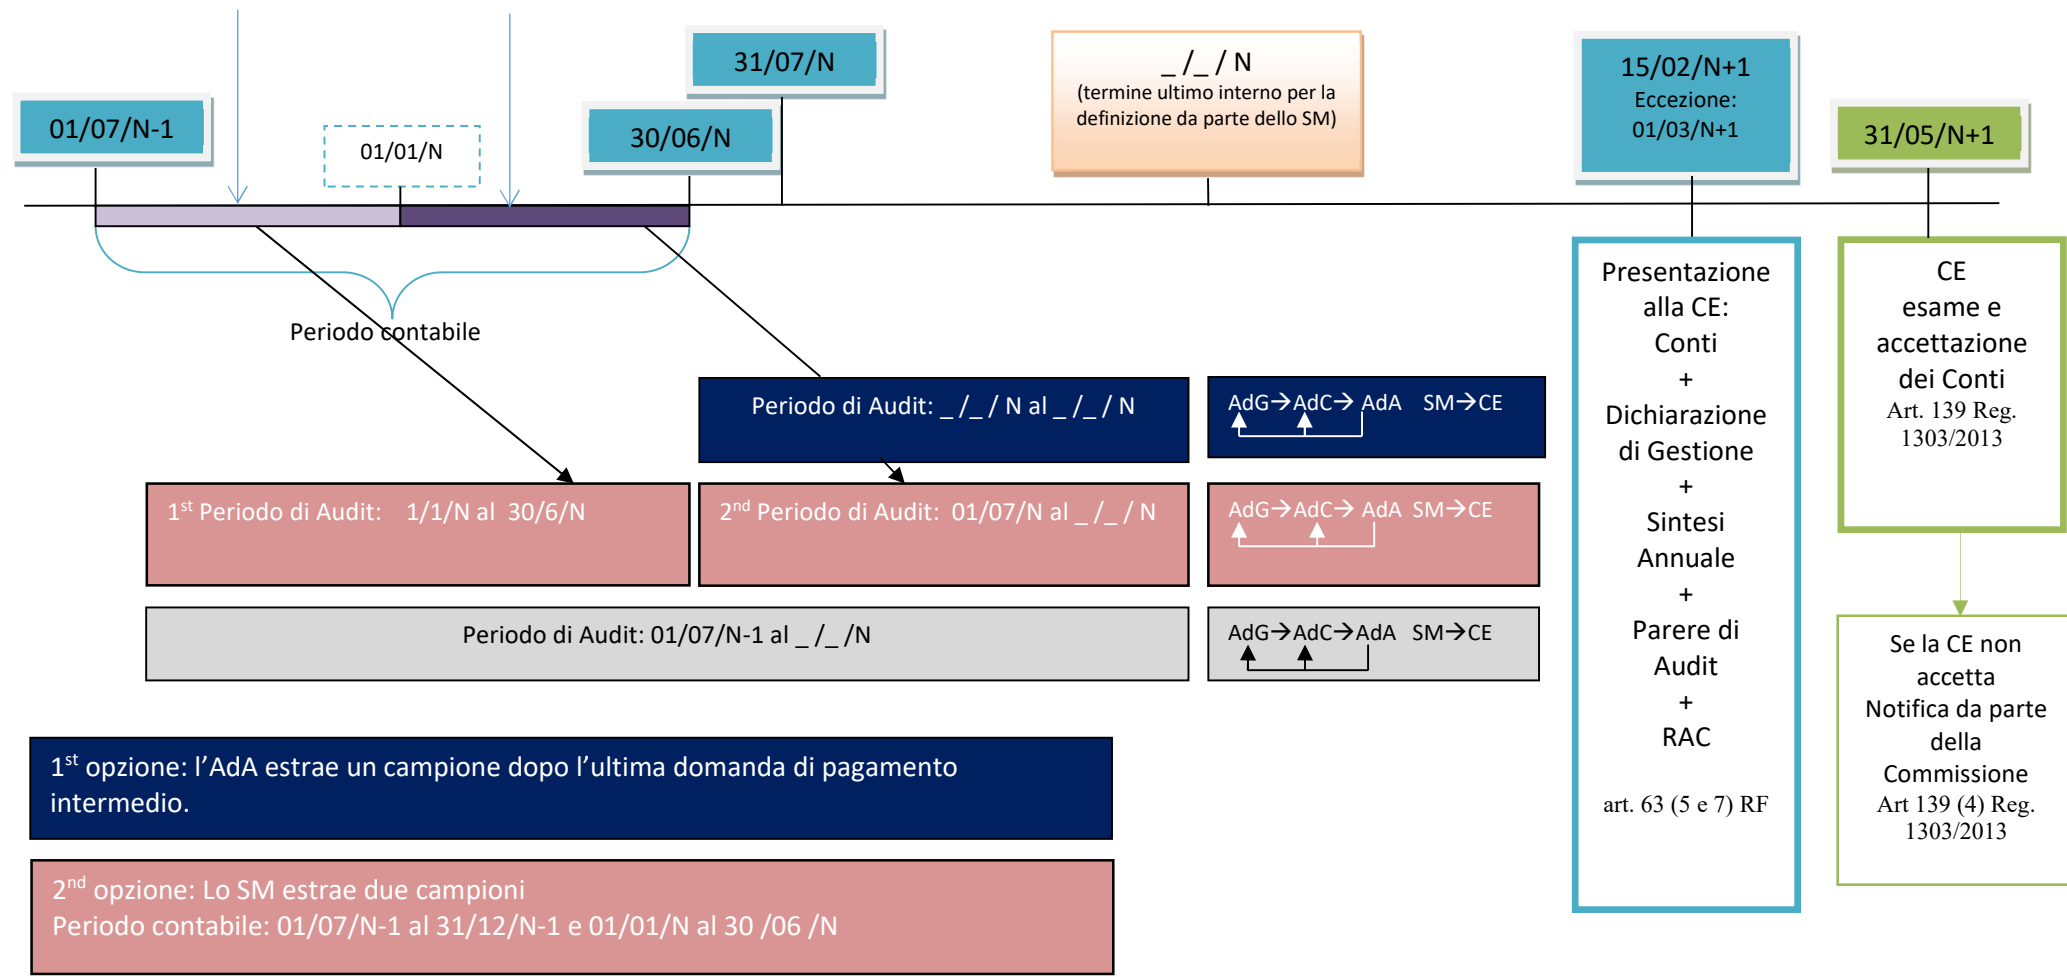 01/07/N-1
01/01/N
30/06/N
31/07/N
_ /_ / N
(termine ultimo interno per la
definizione da parte dello SM)
15/02/N+1
Eccezione:
01/03/N+1
31/05/N+1
Periodo contabile
Periodo di Audit: _ /_ / N al _ /_ / N
AdG→AdC→ AdA SM→CE
1st Periodo di Audit: 1/1/N al 30/6/N
2nd Periodo di Audit: 01/07/N al _ /_ / N
AdG→AdC→ AdA SM→CE
Periodo di Audit: 01/07/N-1 al _ /_ /N
AdG→AdC→AdA SM→CE
Presentazione
alla CE:
Conti
+
Dichiarazione
di Gestione
+
Sintesi
Annuale
+
Parere di
Audit
+
RAC
art. 63 (5 e 7) RF
CE
esame e
accettazione
dei Conti
Art. 139 Reg.
1303/2013
Se la CE non
accetta
Notifica da parte
della
Commissione
Art 139 (4) Reg.
1303/2013
1st opzione: l’AdA estrae un campione dopo l’ultima domanda di pagamento
intermedio.
2nd opzione: Lo SM estrae due campioni
Periodo contabile: 01/07/N-1 al 31/12/N-1 e 01/01/N al 30 /06 /N